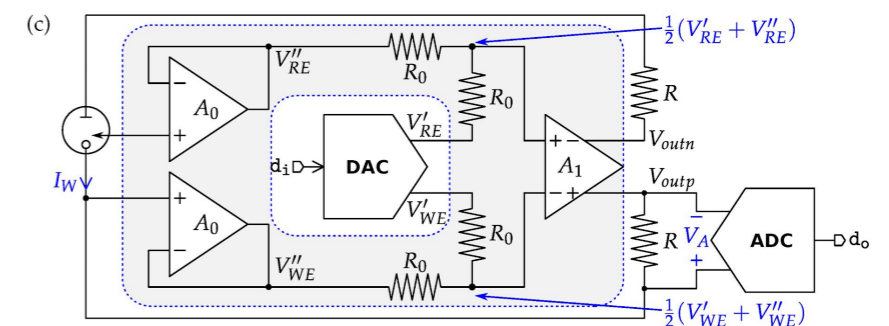 (c)
½(V′RE + V″RE)
V″RE
R0
−
A0
R0
R
+
V′RE
Voutn
+ −
di
DAC
A1
IW
V′WE
Voutp
+
− +
A0
−
R0
R
−
VA
+
ADC
do
V″WE
R0
½(V′WE + V″WE)